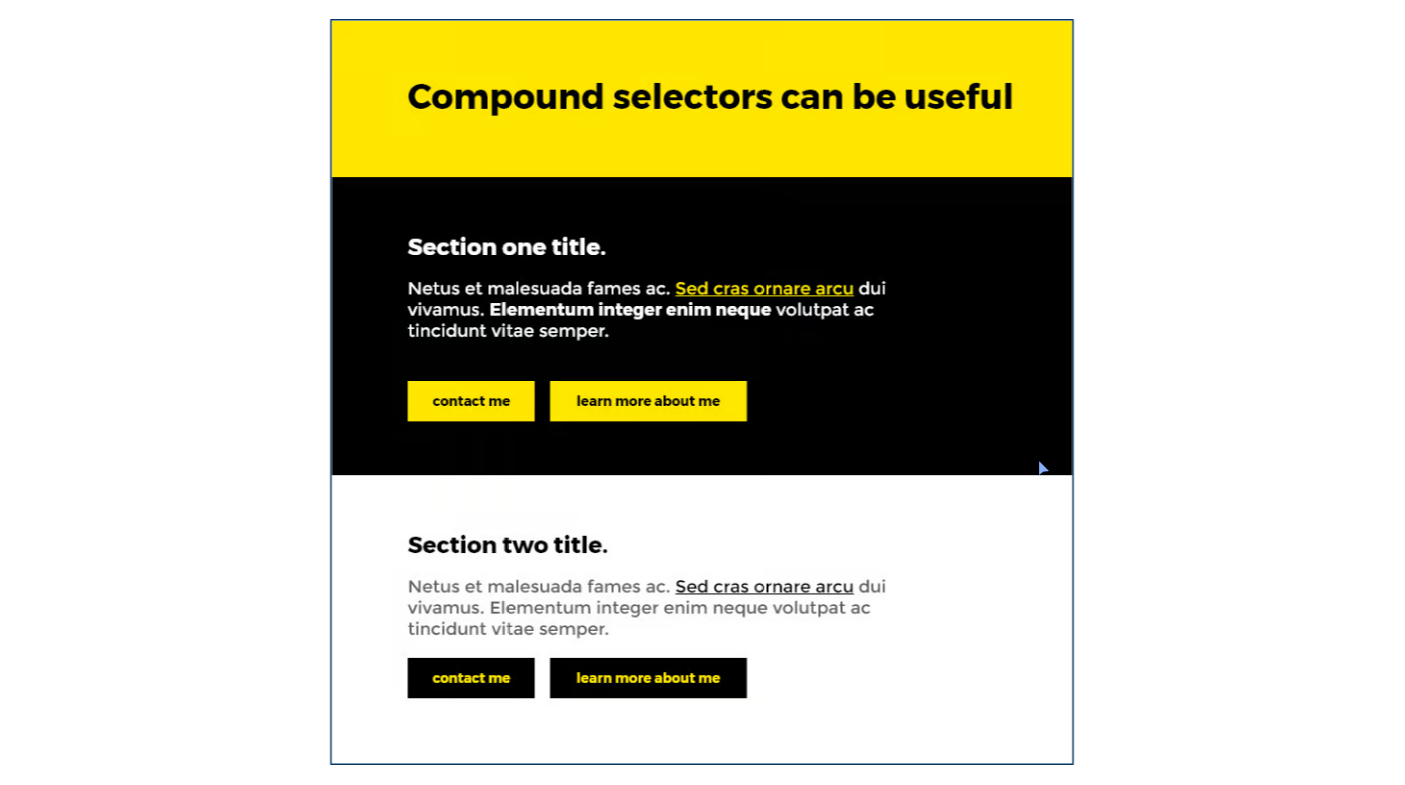 Compound selectors can be useful
Section one title.
Netus et malesuada fames ac. Sed cras ornare arcu dui
vivamus. Elementum integer enim neque volutpat ac
tincidunt vitae semper.
contact me
learn more about me
Section two title.
Netus et malesuada fames ac. Sed cras ornare arcu dui
vivamus. Elementum integer enim neque volutpat ac
tincidunt vitae semper.
contact me
learn more about me